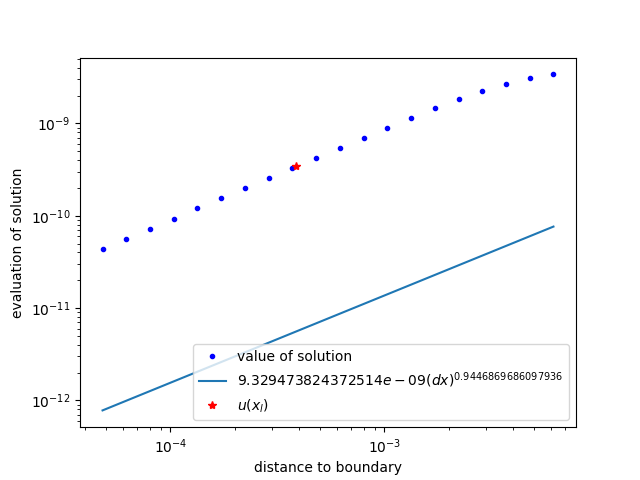 10⁻⁹
10⁻¹⁰
10⁻¹¹
10⁻¹²
evaluation of solution
value of solution
9.329473824372514e − 09(dx)^0.9446869686097936
u(x_I)
10⁻⁴
10⁻³
distance to boundary